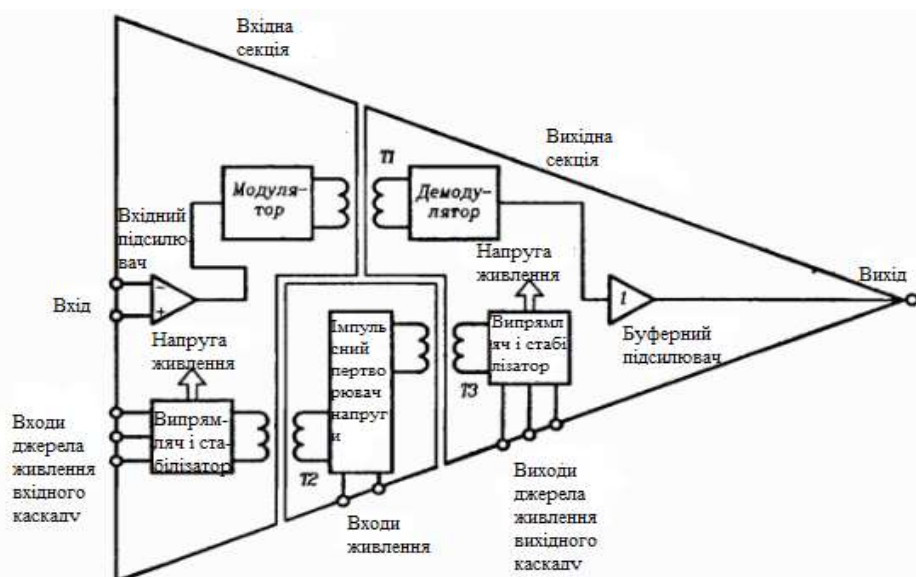 Вхідна
секція
Вихідна
секція
T1
Модуля-
тор
Демоду-
лятор
Вхідний
підсилю-
вач
Напруга
живлення
Вихід
Вхід
−
+
1
Буферний
підсилювач
Напруга
живлення
Імпуль
сний
пертво
рювач
напруг
и
Випрямл
яч і стабі
лізатор
T3
Входи
джерела
живлення
вхідного
каскаду
Випрям-
ляч і ста-
білізатор
T2
Входи
живлення
Виходи
джерела
живлення
вихідного
каскаду